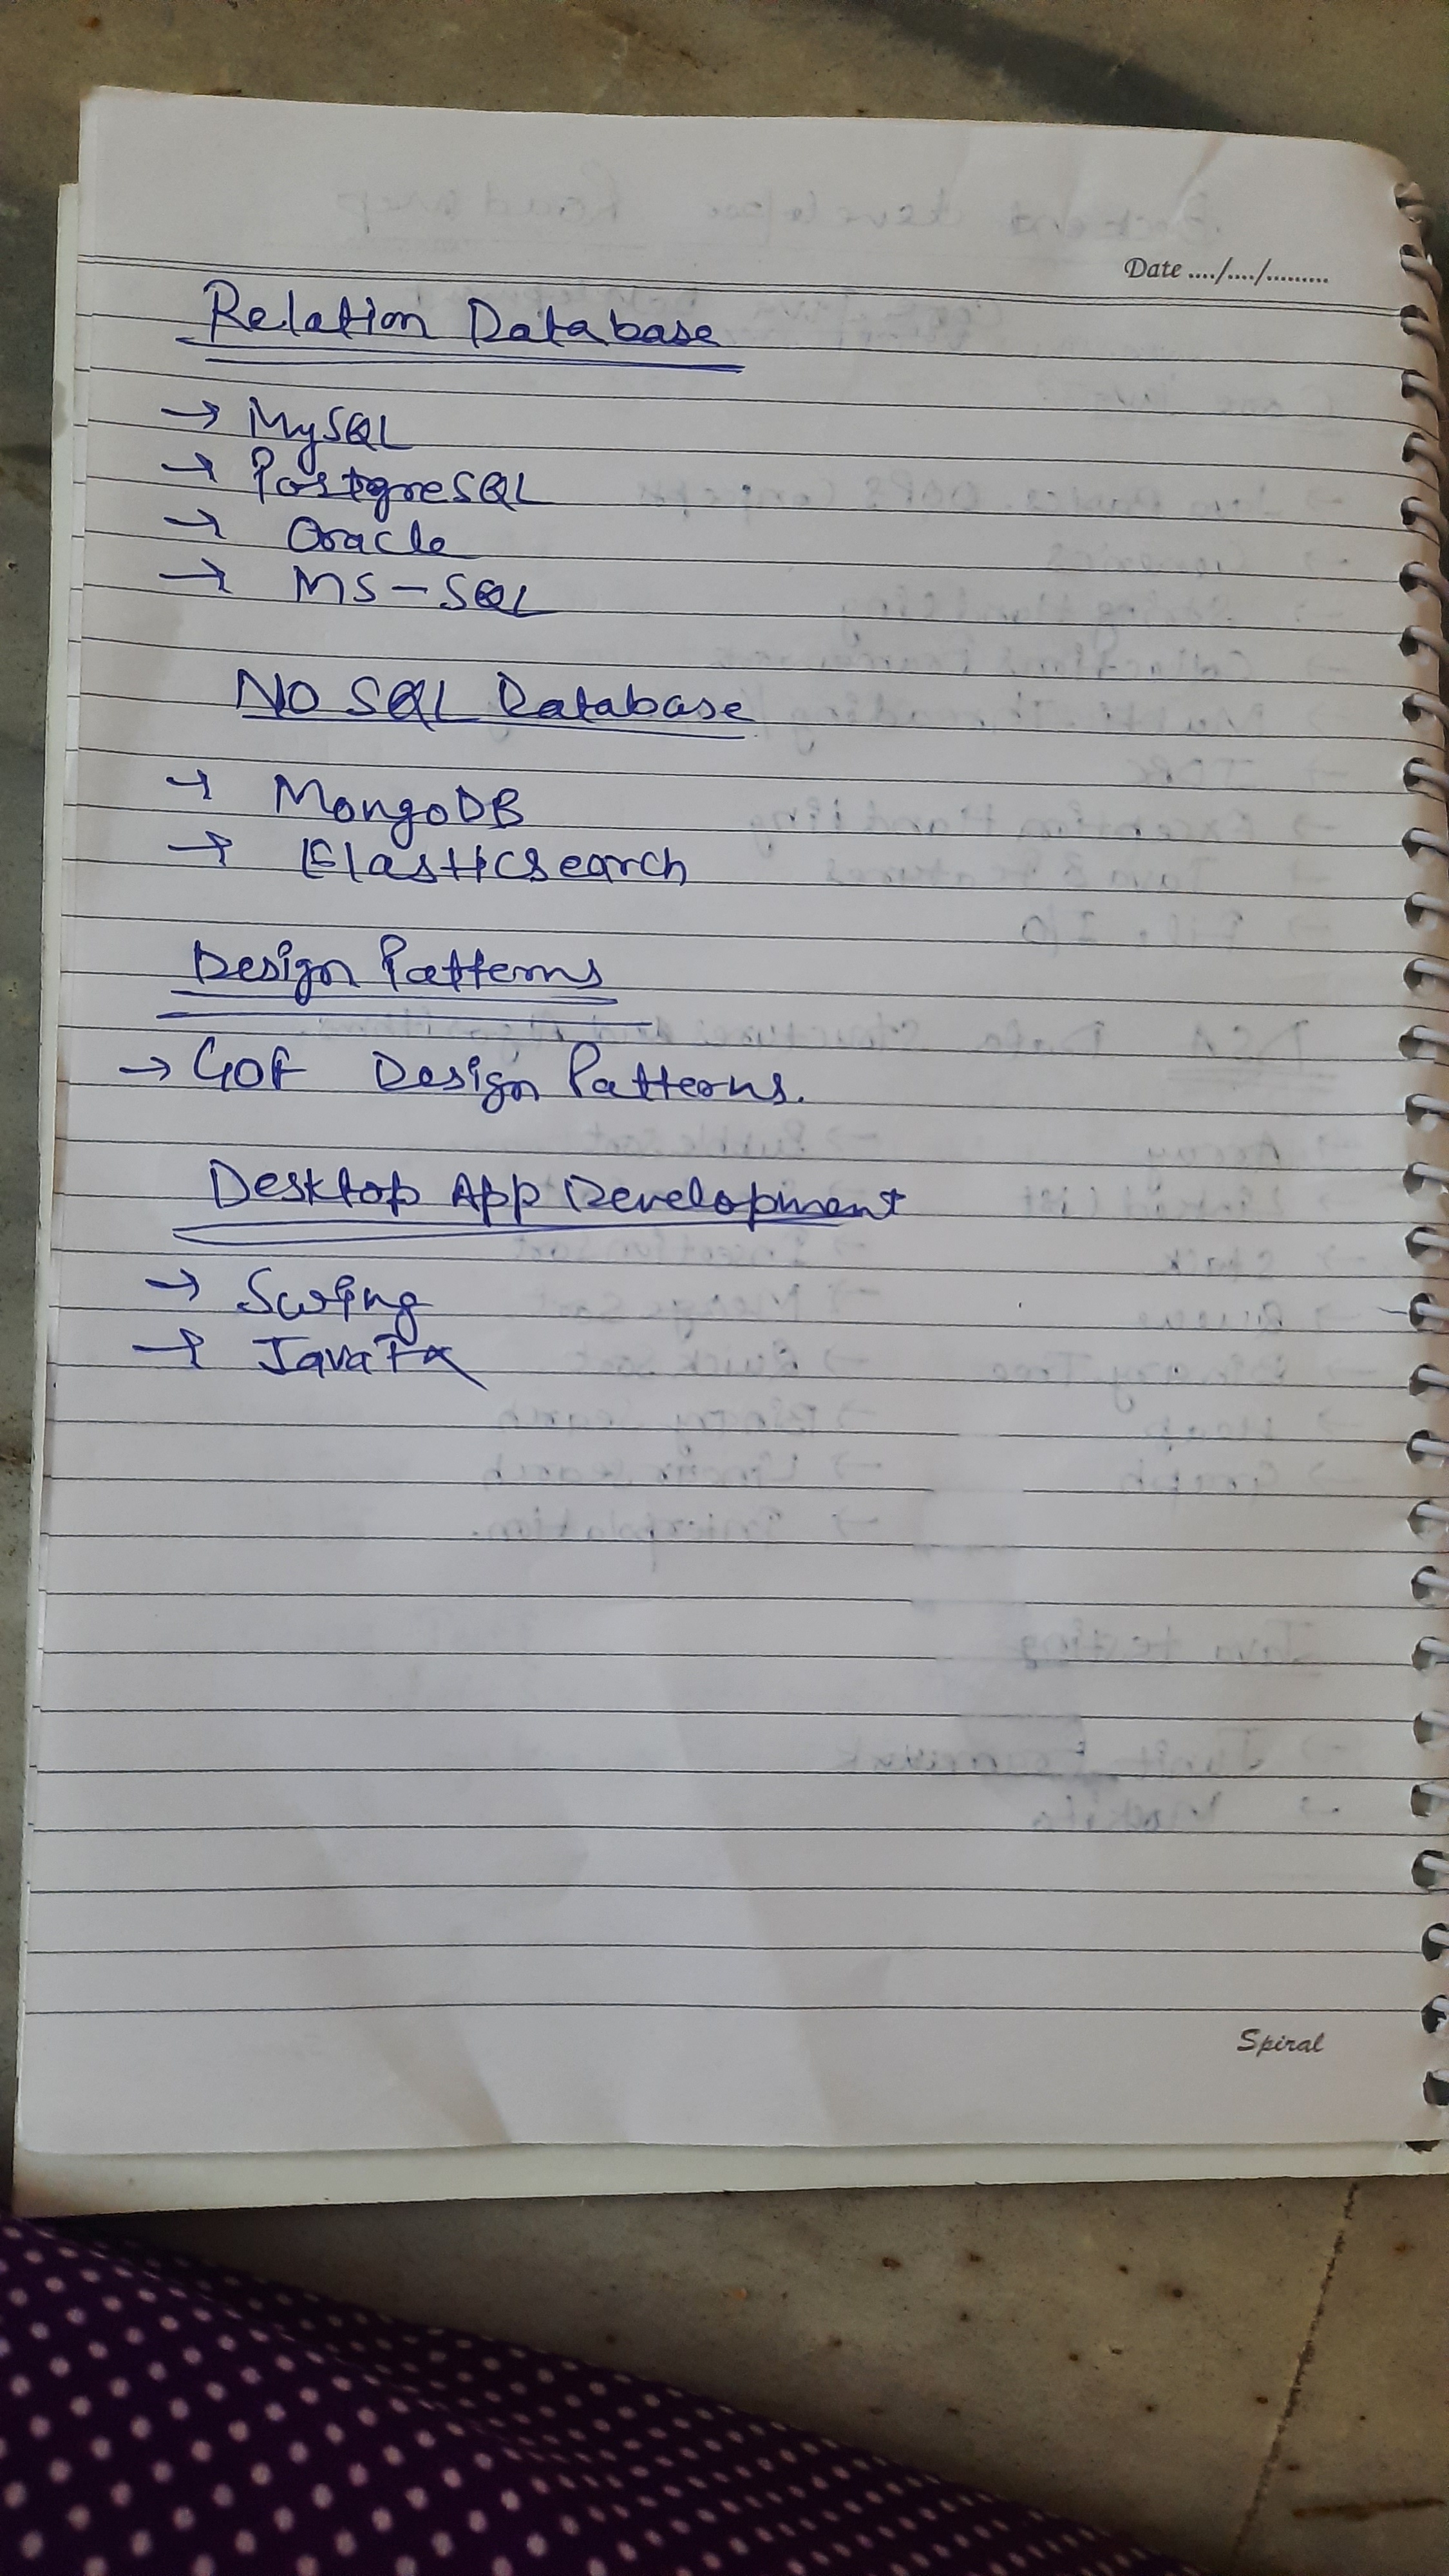 Date ..../..../.........
Relation Database
→ MySQL
→ PostgreSQL
→ Oracle
→ MS-SQL
NO SQL Database
→ MongoDB
→ Elasticsearch
Design Patterns
→ GOF Design Patterns.
Desktop App Development
→ Swing
→ JavaFx
Spiral